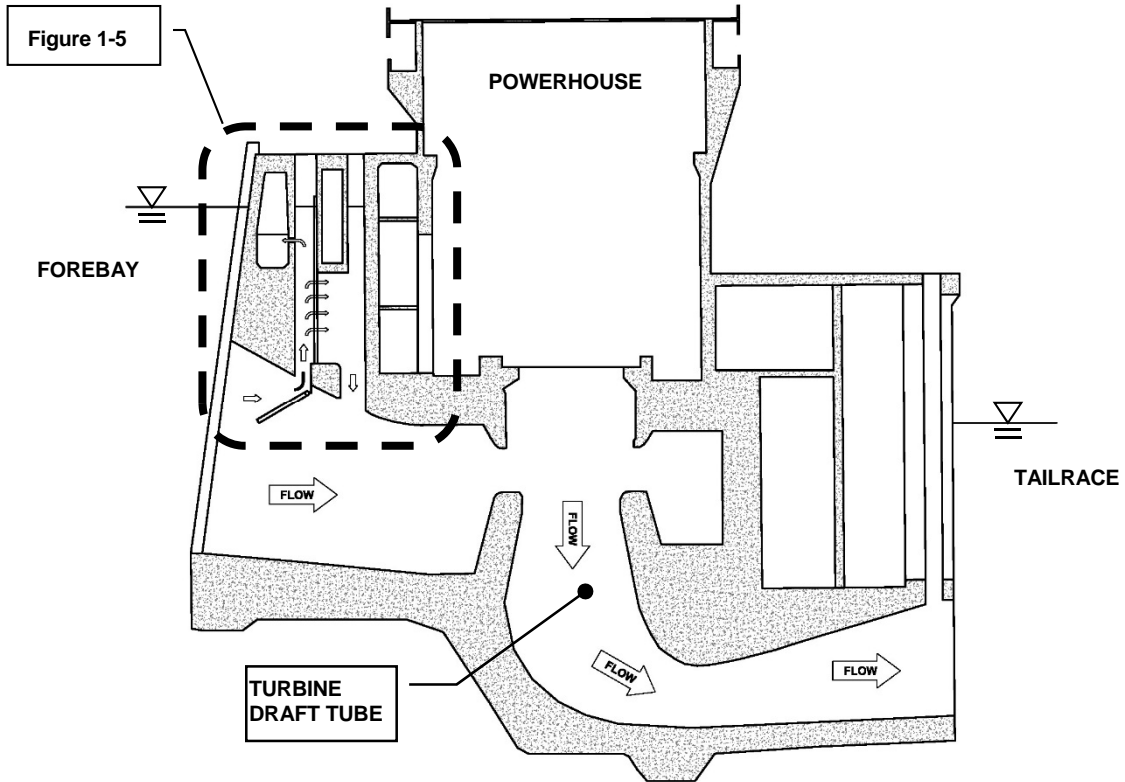 Figure 1-5
POWERHOUSE
FOREBAY
TAILRACE
FLOW
FLOW
FLOW
FLOW
TURBINE
DRAFT TUBE